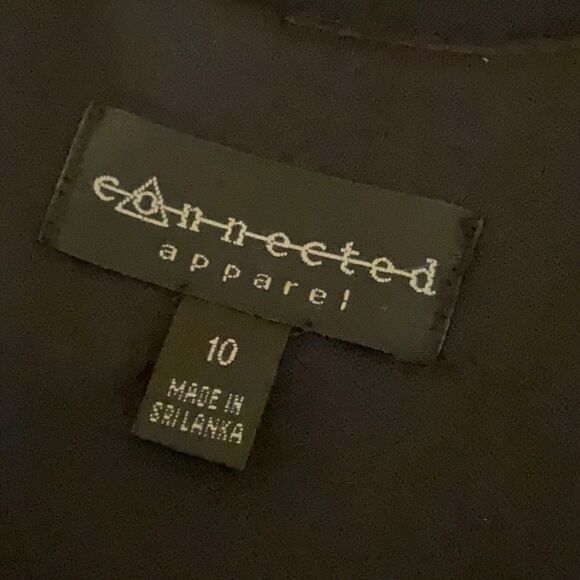 connected
apparel
10
MADE IN
SRI LANKA